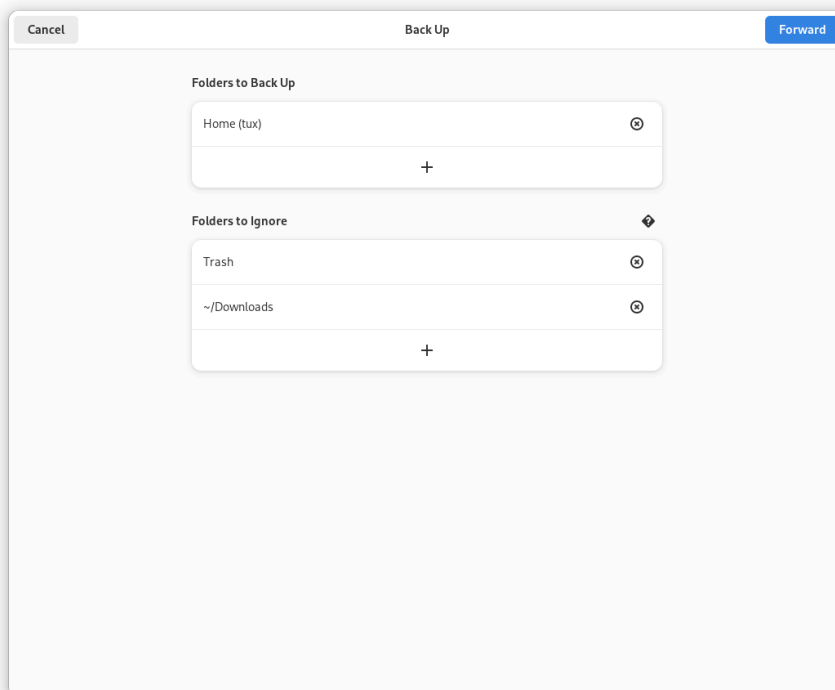 Cancel
Back Up
Forward
Folders to Back Up
Home (tux)
+
Folders to Ignore
?
Trash
~/Downloads
+